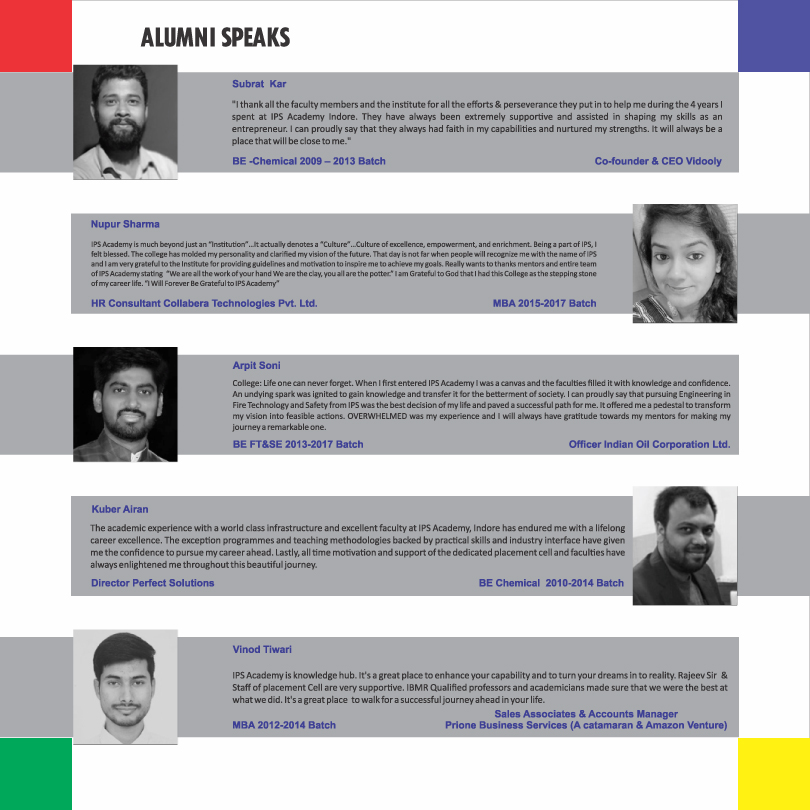 ALUMNI SPEAKS
Subrat Kar
"I thank all the faculty members and the institute for all the efforts & perseverance they put in to help me during the 4 years I
spent at IPS Academy Indore. They have always been extremely supportive and assisted in shaping my skills as an
entrepreneur. I can proudly say that they always had faith in my capabilities and nurtured my strengths. It will always be a
place that will be close to me."
BE -Chemical 2009 – 2013 Batch Co-founder & CEO Vidooly
Nupur Sharma
IPS Academy is much beyond just an "Institution"...It actually denotes a "Culture"...Culture of excellence, empowerment, and enrichment. Being a part of IPS, I
felt blessed. The college has molded my personality and clarified my vision of the future. That day is not far when people will recognize me with the name of IPS
and I am very grateful to the Institute for providing guidelines and motivation to inspire me to achieve my goals. Really wants to thanks mentors and entire team
of IPS Academy stating "We are all the work of your hand We are the clay, you all are the potter." I am Grateful to God that I had this College as the stepping stone
of my career life. "I Will Forever Be Grateful to IPS Academy"
HR Consultant Collabera Technologies Pvt. Ltd. MBA 2015-2017 Batch
Arpit Soni
College: Life one can never forget. When I first entered IPS Academy I was a canvas and the faculties filled it with knowledge and confidence.
An undying spark was ignited to gain knowledge and transfer it for the betterment of society. I can proudly say that pursuing Engineering in
Fire Technology and Safety from IPS was the best decision of my life and paved a successful path for me. It offered me a pedestal to transform
my vision into feasible actions. OVERWHELMED was my experience and I will always have gratitude towards my mentors for making my
journey a remarkable one.
BE FT&SE 2013-2017 Batch Officer Indian Oil Corporation Ltd.
Kuber Airan
The academic experience with a world class infrastructure and excellent faculty at IPS Academy, Indore has endured me with a lifelong
career excellence. The exception programmes and teaching methodologies backed by practical skills and industry interface have given
me the confidence to pursue my career ahead. Lastly, all time motivation and support of the dedicated placement cell and faculties have
always enlightened me throughout this beautiful journey.
Director Perfect Solutions BE Chemical 2010-2014 Batch
Vinod Tiwari
IPS Academy is knowledge hub. It's a great place to enhance your capability and to turn your dreams in to reality. Rajeev Sir &
Staff of placement Cell are very supportive. IBMR Qualified professors and academicians made sure that we were the best at
what we did. It's a great place to walk for a successful journey ahead in your life.
Sales Associates & Accounts Manager
MBA 2012-2014 Batch Prione Business Services (A catamaran & Amazon Venture)